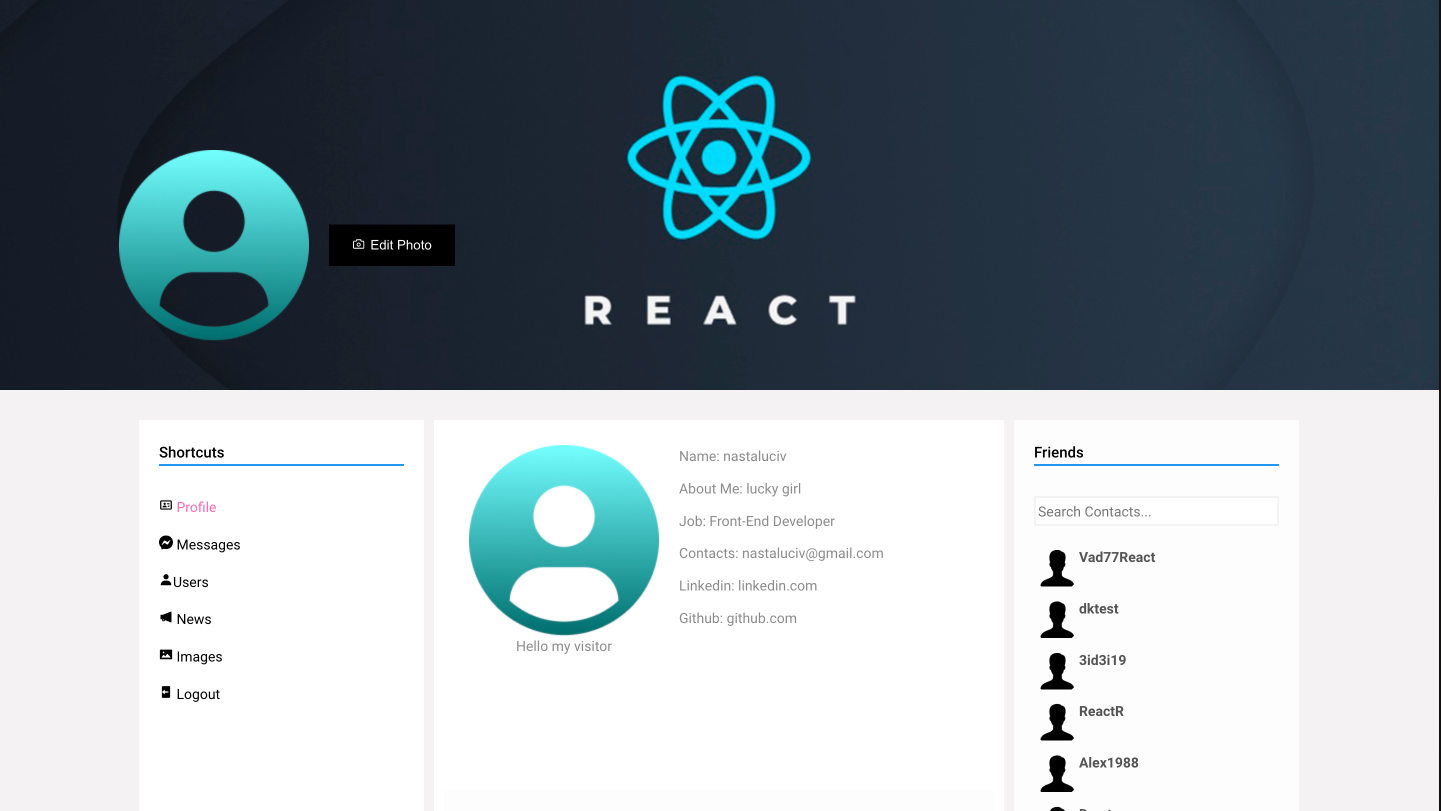 REACT
Edit Photo
Shortcuts
Profile
Messages
Users
News
Images
Logout
Name: nastaluciv
About Me: lucky girl
Job: Front-End Developer
Contacts: nastaluciv@gmail.com
Linkedin: linkedin.com
Github: github.com
Hello my visitor
Friends
Search Contacts...
Vad77React
dktest
3id3i19
ReactR
Alex1988